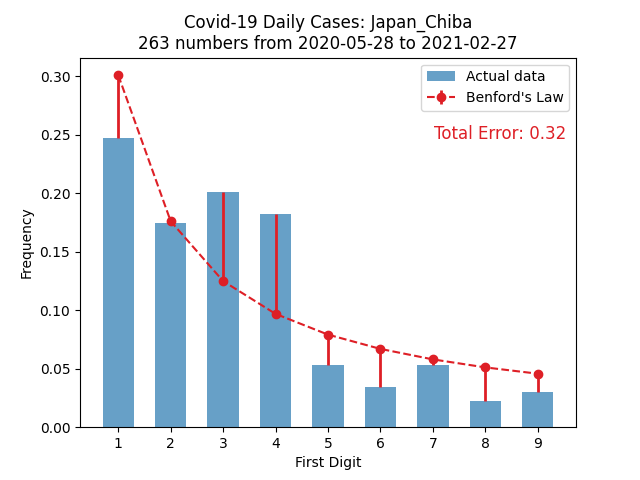 Covid-19 Daily Cases: Japan_Chiba
263 numbers from 2020-05-28 to 2021-02-27
Actual data
Benford's Law
Total Error: 0.32
Frequency
0.30
0.25
0.20
0.15
0.10
0.05
0.00
1 2 3 4 5 6 7 8 9
First Digit